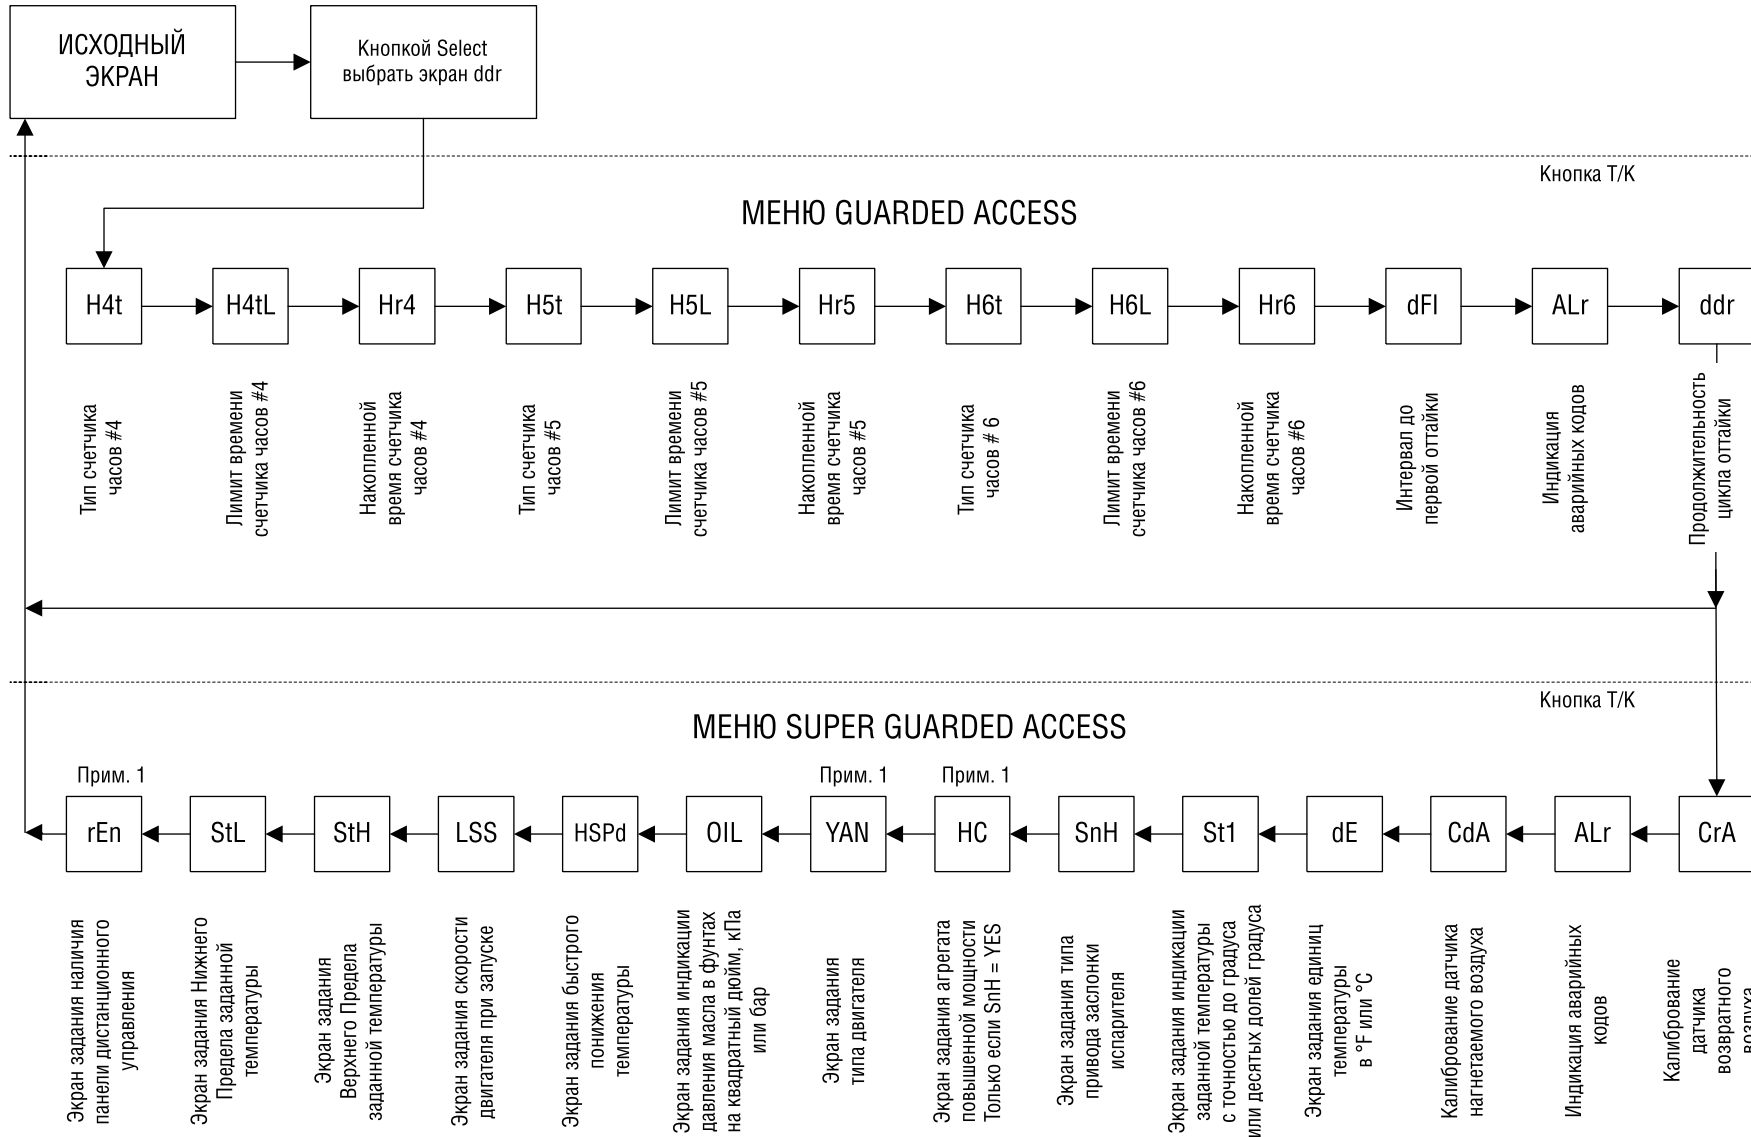 ИСХОДНЫЙ
ЭКРАН
Кнопкой Select
выбрать экран ddr
Кнопка Т/К
МЕНЮ GUARDED ACCESS
H4t
H4tL
Hr4
H5t
H5L
Hr5
H6t
H6L
Hr6
dFI
ALr
ddr
Тип счетчика
часов #4
Лимит времени
счетчика часов #4
Накопленной
время счетчика
часов #4
Тип счетчика
часов #5
Лимит времени
счетчика часов #5
Накопленной
время счетчика
часов #5
Тип счетчика
часов # 6
Лимит времени
счетчика часов #6
Накопленной
время счетчика
часов #6
Интервал до
первой оттайки
Индикация
аварийных кодов
Продолжительность
цикла оттайки
Кнопка Т/К
МЕНЮ SUPER GUARDED ACCESS
Прим. 1
Прим. 1
Прим. 1
rEn
StL
StH
LSS
HSPd
OIL
YAN
HC
SnH
St1
dE
CdA
ALr
CrA
Экран задания наличия
панели дистанционного
управления
Экран задания Нижнего
Предела заданной
температуры
Экран задания
Верхнего Предела
заданной температуры
Экран задания скорости
двигателя при запуске
Экран задания быстрого
понижения
температуры
Экран задания индикации
давления масла в фунтах
на квадратный дюйм, кПа
или бар
Экран задания
типа двигателя
Экран задания агрегата
повышенной мощности
Только если SnH = YES
Экран задания типа
привода заслонки
испарителя
Экран задания индикации
заданной температуры
с точностью до градуса
или десятых долей градуса
Экран задания единиц
температуры
в °F или °C
Калибрование датчика
нагнетаемого воздуха
Индикация аварийных
кодов
Калибрование
датчика
возвратного
воздуха